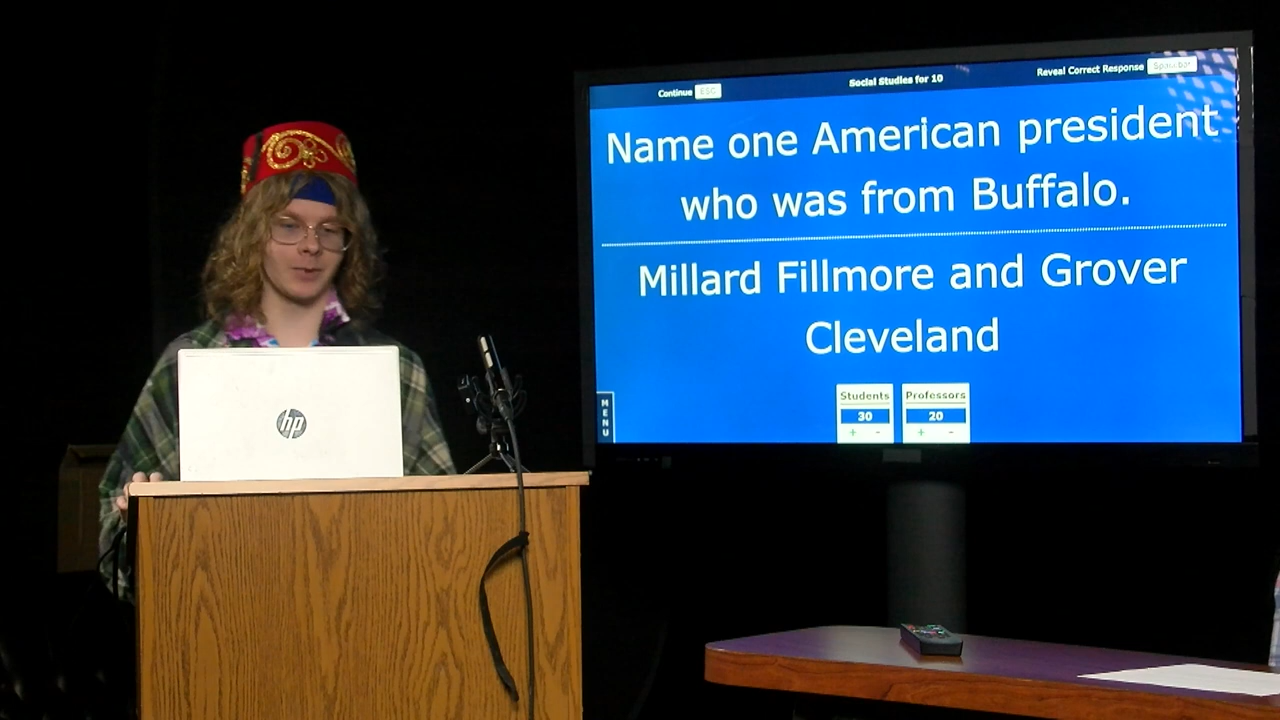 Continue ESC
Social Studies for 10
Reveal Correct Response Spacebar
Name one American president
who was from Buffalo.
Millard Fillmore and Grover
Cleveland
MENU
Students Professors
30 20
+ - + -
hp